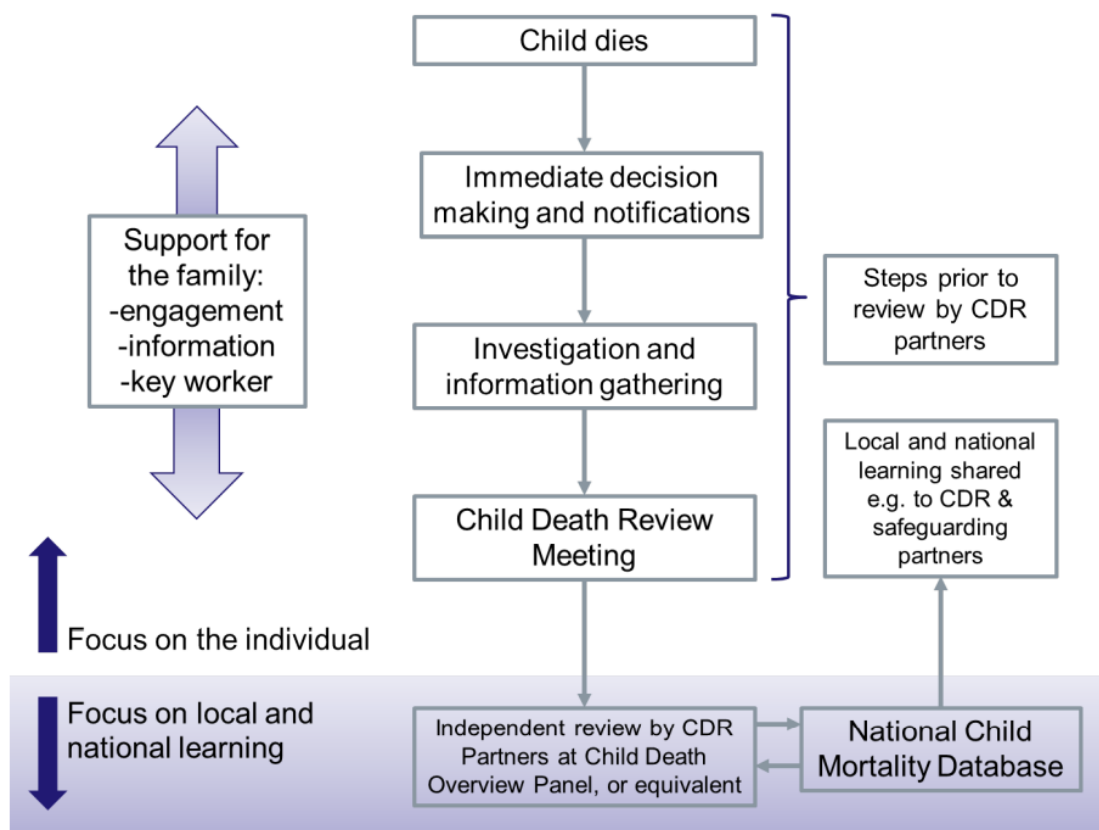 Child dies
Immediate decision
making and notifications
Support for
the family:
-engagement
-information
-key worker
Steps prior to
review by CDR
partners
Investigation and
information gathering
Local and national
learning shared
e.g. to CDR &
safeguarding
partners
Child Death Review
Meeting
Focus on the individual
Focus on local and
national learning
Independent review by CDR
Partners at Child Death
Overview Panel, or equivalent
National Child
Mortality Database